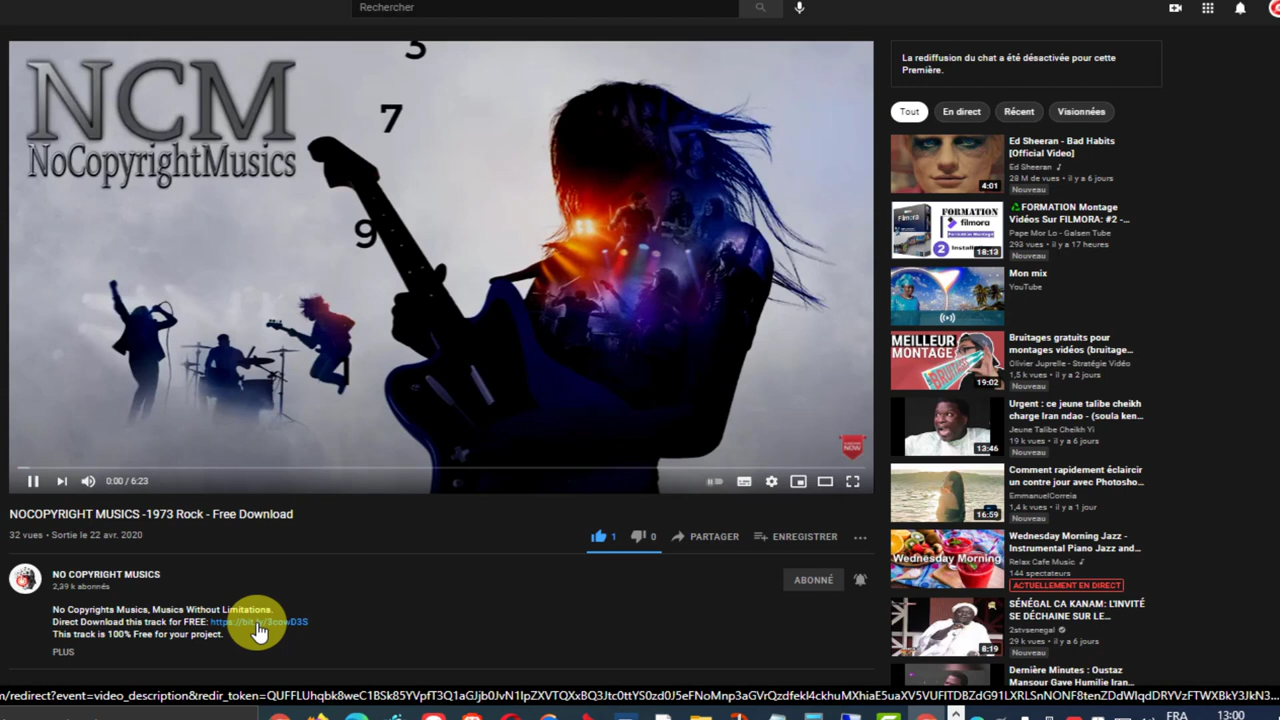 Rechercher
NCM
NoCopyrightMusics
3
7
9
0:00 / 6:23
NOCOPYRIGHT MUSICS -1973 Rock - Free Download
32 vues • Sortie le 22 avr. 2020
1
0
PARTAGER
ENREGISTRER
NO COPYRIGHT MUSICS
2,39 k abonnés
ABONNÉ
No Copyrights Musics, Musics Without Limitations.
Direct Download this track for FREE: https://bit.ly/3cowD3S
This track is 100% Free for your project.
PLUS
La rediffusion du chat a été désactivée pour cette
Première.
Tout
En direct
Récent
Visionnées
4:01
Ed Sheeran - Bad Habits
[Official Video]
Ed Sheeran
28 M de vues • il y a 6 jours
Nouveau
FORMATION
filmora
2
18:13
FORMATION Montage
Vidéos Sur FILMORA: #2 -...
Pape Mor Lo - Galsen Tube
293 vues • il y a 17 heures
Nouveau
Mon mix
YouTube
MEILLEUR
MONTAGE
19:02
Bruitages gratuits pour
montages vidéos (bruitage...
Olivier Juprelle - Stratégie Vidéo
1,5 k vues • il y a 2 jours
Nouveau
13:46
Urgent : ce jeune talibe cheikh
charge Iran ndao - (soula ken...
Jeune Talibe Cheikh Yi
19 k vues • il y a 6 jours
Nouveau
16:59
Comment rapidement éclaircir
un contre jour avec Photosho...
EmmanuelCorreia
1,4 k vues • il y a 1 jour
Nouveau
Wednesday Morning
Wednesday Morning Jazz -
Instrumental Piano Jazz and...
Relax Cafe Music
144 spectateurs
ACTUELLEMENT EN DIRECT
8:19
SÉNÉGAL CA KANAM: L'INVITÉ
SE DÉCHAINE SUR LE...
2stvsenegal
29 k vues • il y a 6 jours
Nouveau
Dernière Minutes : Oustaz
FRA
13:00